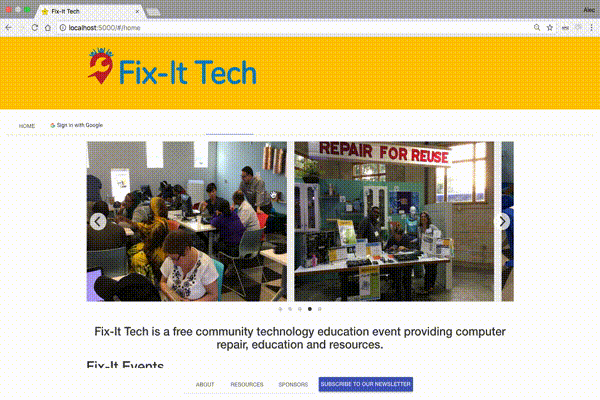 Fix-It Tech
Alec
localhost:5000/#/home
Fix-It Tech
HOME
G Sign in with Google
REPAIR FOR REUSE
Fix-It Tech is a free community technology education event providing computer
repair, education and resources.
Fix-It Events
ABOUT
RESOURCES
SPONSORS
SUBSCRIBE TO OUR NEWSLETTER